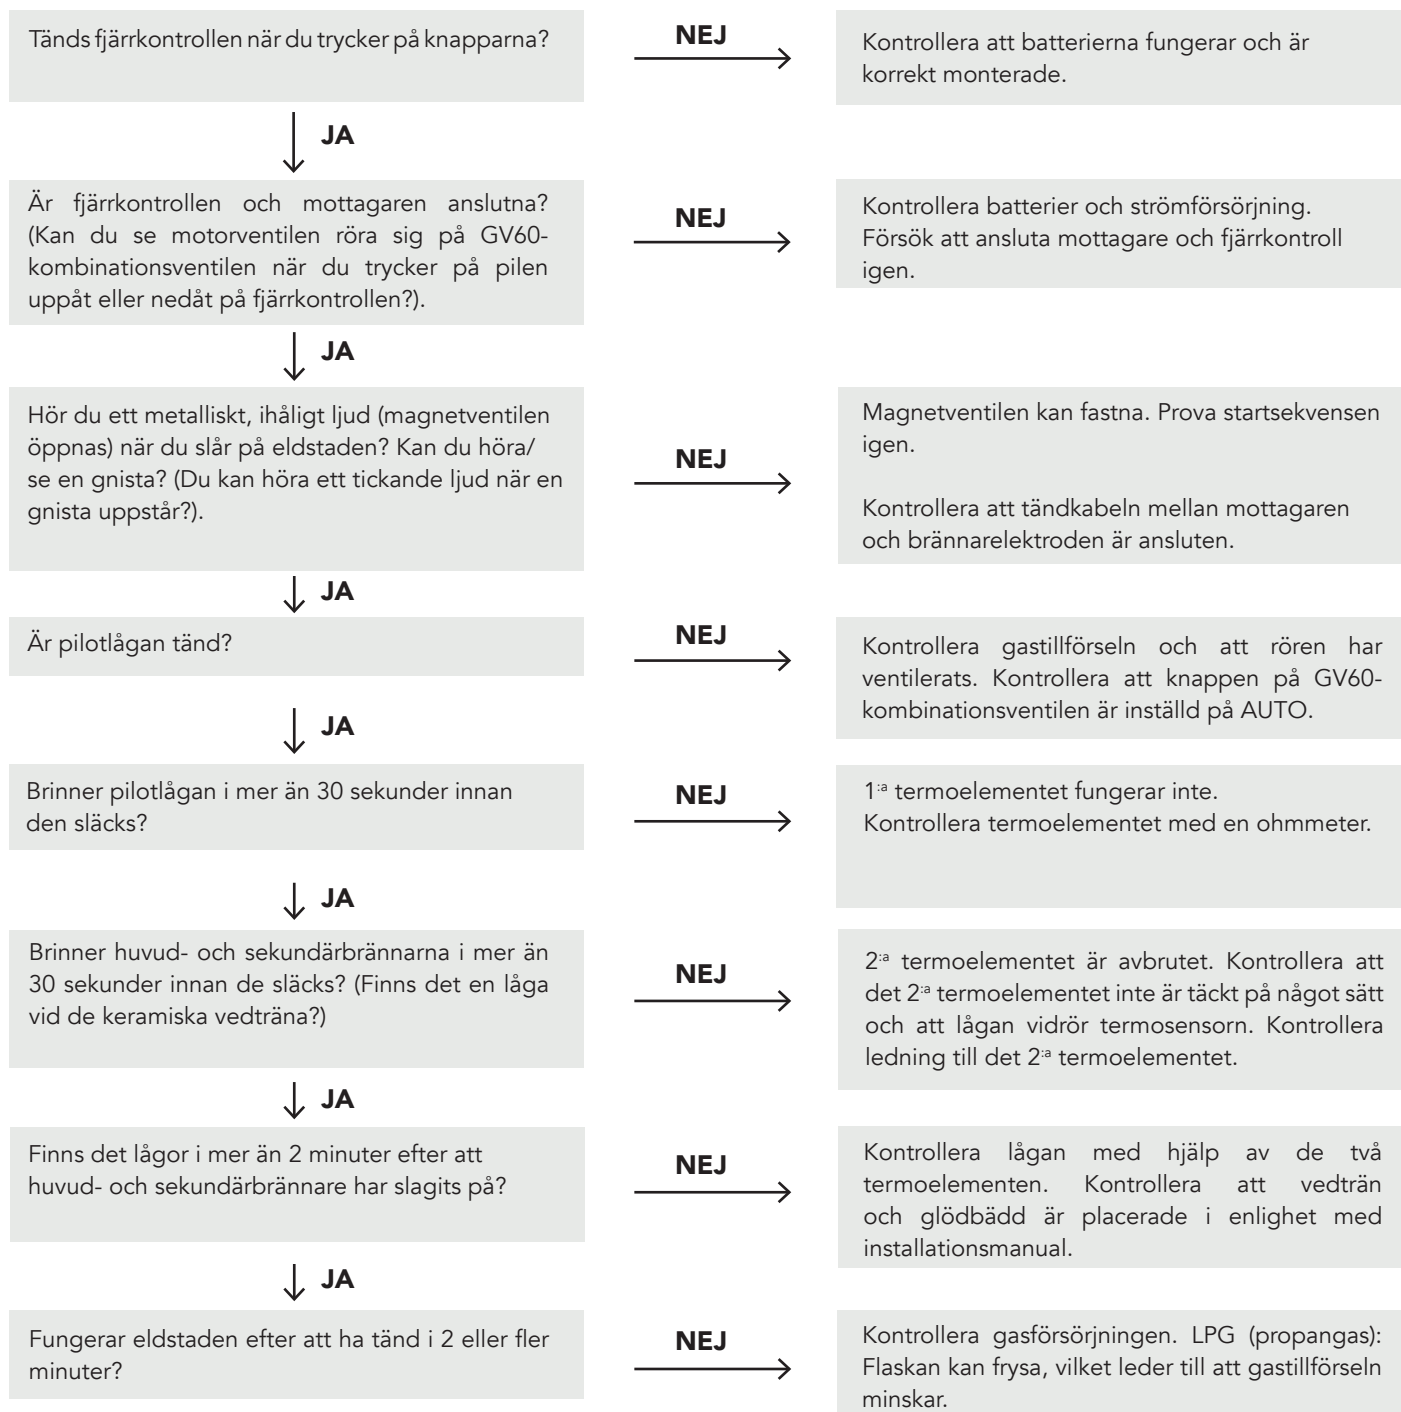 Tänds fjärrkontrollen när du trycker på knapparna?
NEJ
Kontrollera att batterierna fungerar och är
korrekt monterade.
JA
Är fjärrkontrollen och mottagaren anslutna?
(Kan du se motorventilen röra sig på GV60-
kombinationsventilen när du trycker på pilen
uppåt eller nedåt på fjärrkontrollen?).
NEJ
Kontrollera batterier och strömförsörjning.
Försök att ansluta mottagare och fjärrkontroll
igen.
JA
Hör du ett metalliskt, ihåligt ljud (magnetventilen
öppnas) när du slår på eldstaden? Kan du höra/
se en gnista? (Du kan höra ett tickande ljud när en
gnista uppstår?).
NEJ
Magnetventilen kan fastna. Prova startsekvensen
igen.
Kontrollera att tändkabeln mellan mottagaren
och brännarelektroden är ansluten.
JA
Är pilotlågan tänd?
NEJ
Kontrollera gastillförseln och att rören har
ventilerats. Kontrollera att knappen på GV60-
kombinationsventilen är inställd på AUTO.
JA
Brinner pilotlågan i mer än 30 sekunder innan
den släcks?
NEJ
1:a termoelementet fungerar inte.
Kontrollera termoelementet med en ohmmeter.
JA
Brinner huvud- och sekundärbrännarna i mer än
30 sekunder innan de släcks? (Finns det en låga
vid de keramiska vedträna?)
NEJ
2:a termoelementet är avbrutet. Kontrollera att
det 2:a termoelementet inte är täckt på något sätt
och att lågan vidrör termosensorn. Kontrollera
ledning till det 2:a termoelementet.
JA
Finns det lågor i mer än 2 minuter efter att
huvud- och sekundärbrännare har slagits på?
NEJ
Kontrollera lågan med hjälp av de två
termoelementen. Kontrollera att vedträn
och glödbädd är placerade i enlighet med
installationsmanual.
JA
Fungerar eldstaden efter att ha tänd i 2 eller fler
minuter?
NEJ
Kontrollera gasförsörjningen. LPG (propangas):
Flaskan kan frysa, vilket leder till att gastillförseln
minskar.